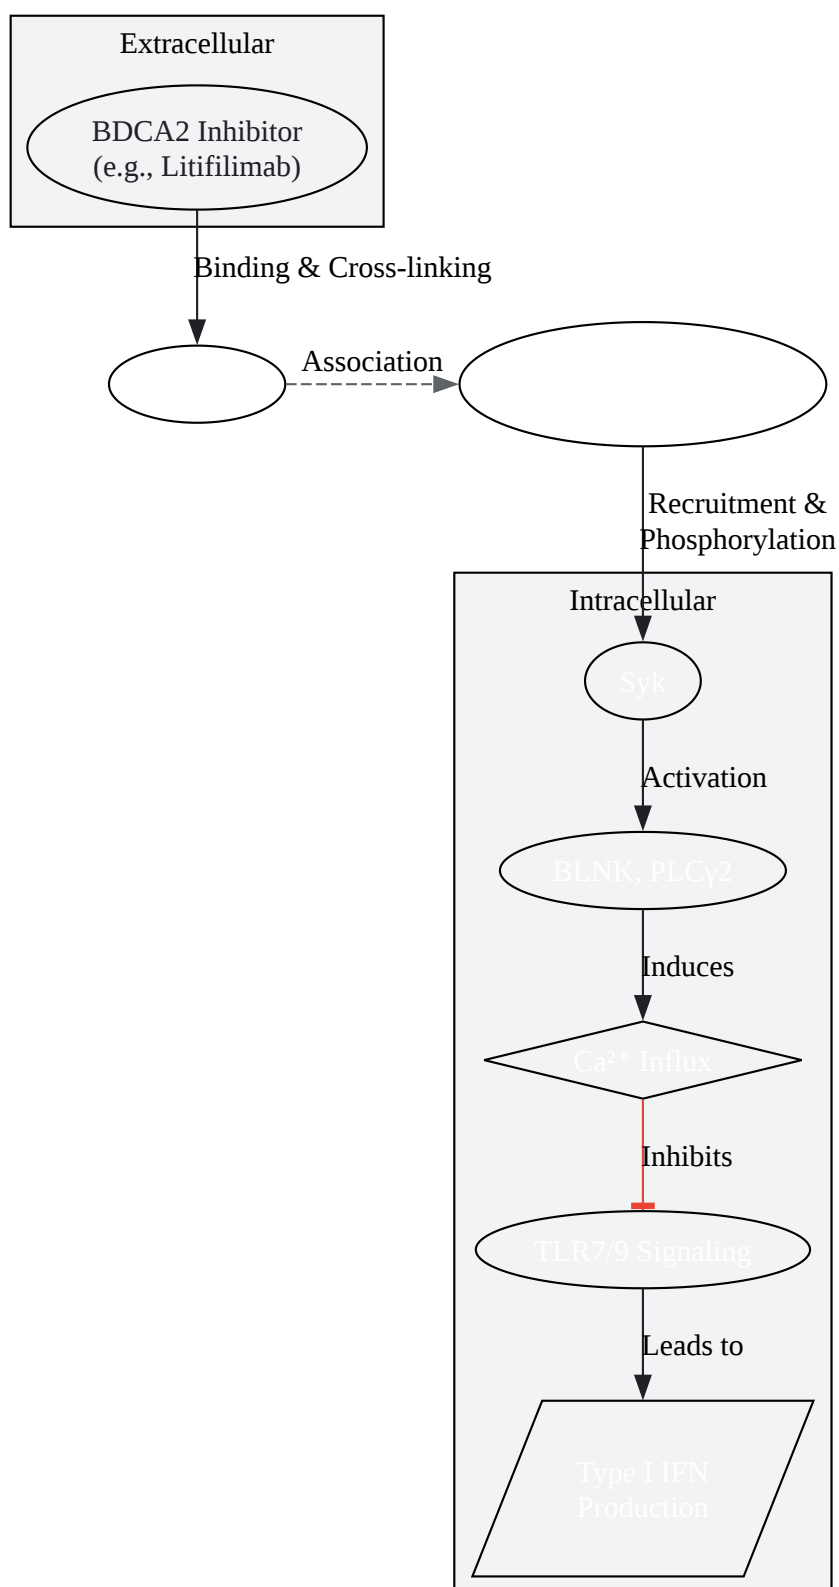 Extracellular
BDCA2 Inhibitor
(e.g., Litifilimab)
Binding & Cross-linking
Association
Recruitment &
Phosphorylation
Intracellular
Syk
Activation
BLNK, PLCγ2
Induces
Ca²⁺ Influx
Inhibits
TLR7/9 Signaling
Leads to
Type I IFN
Production